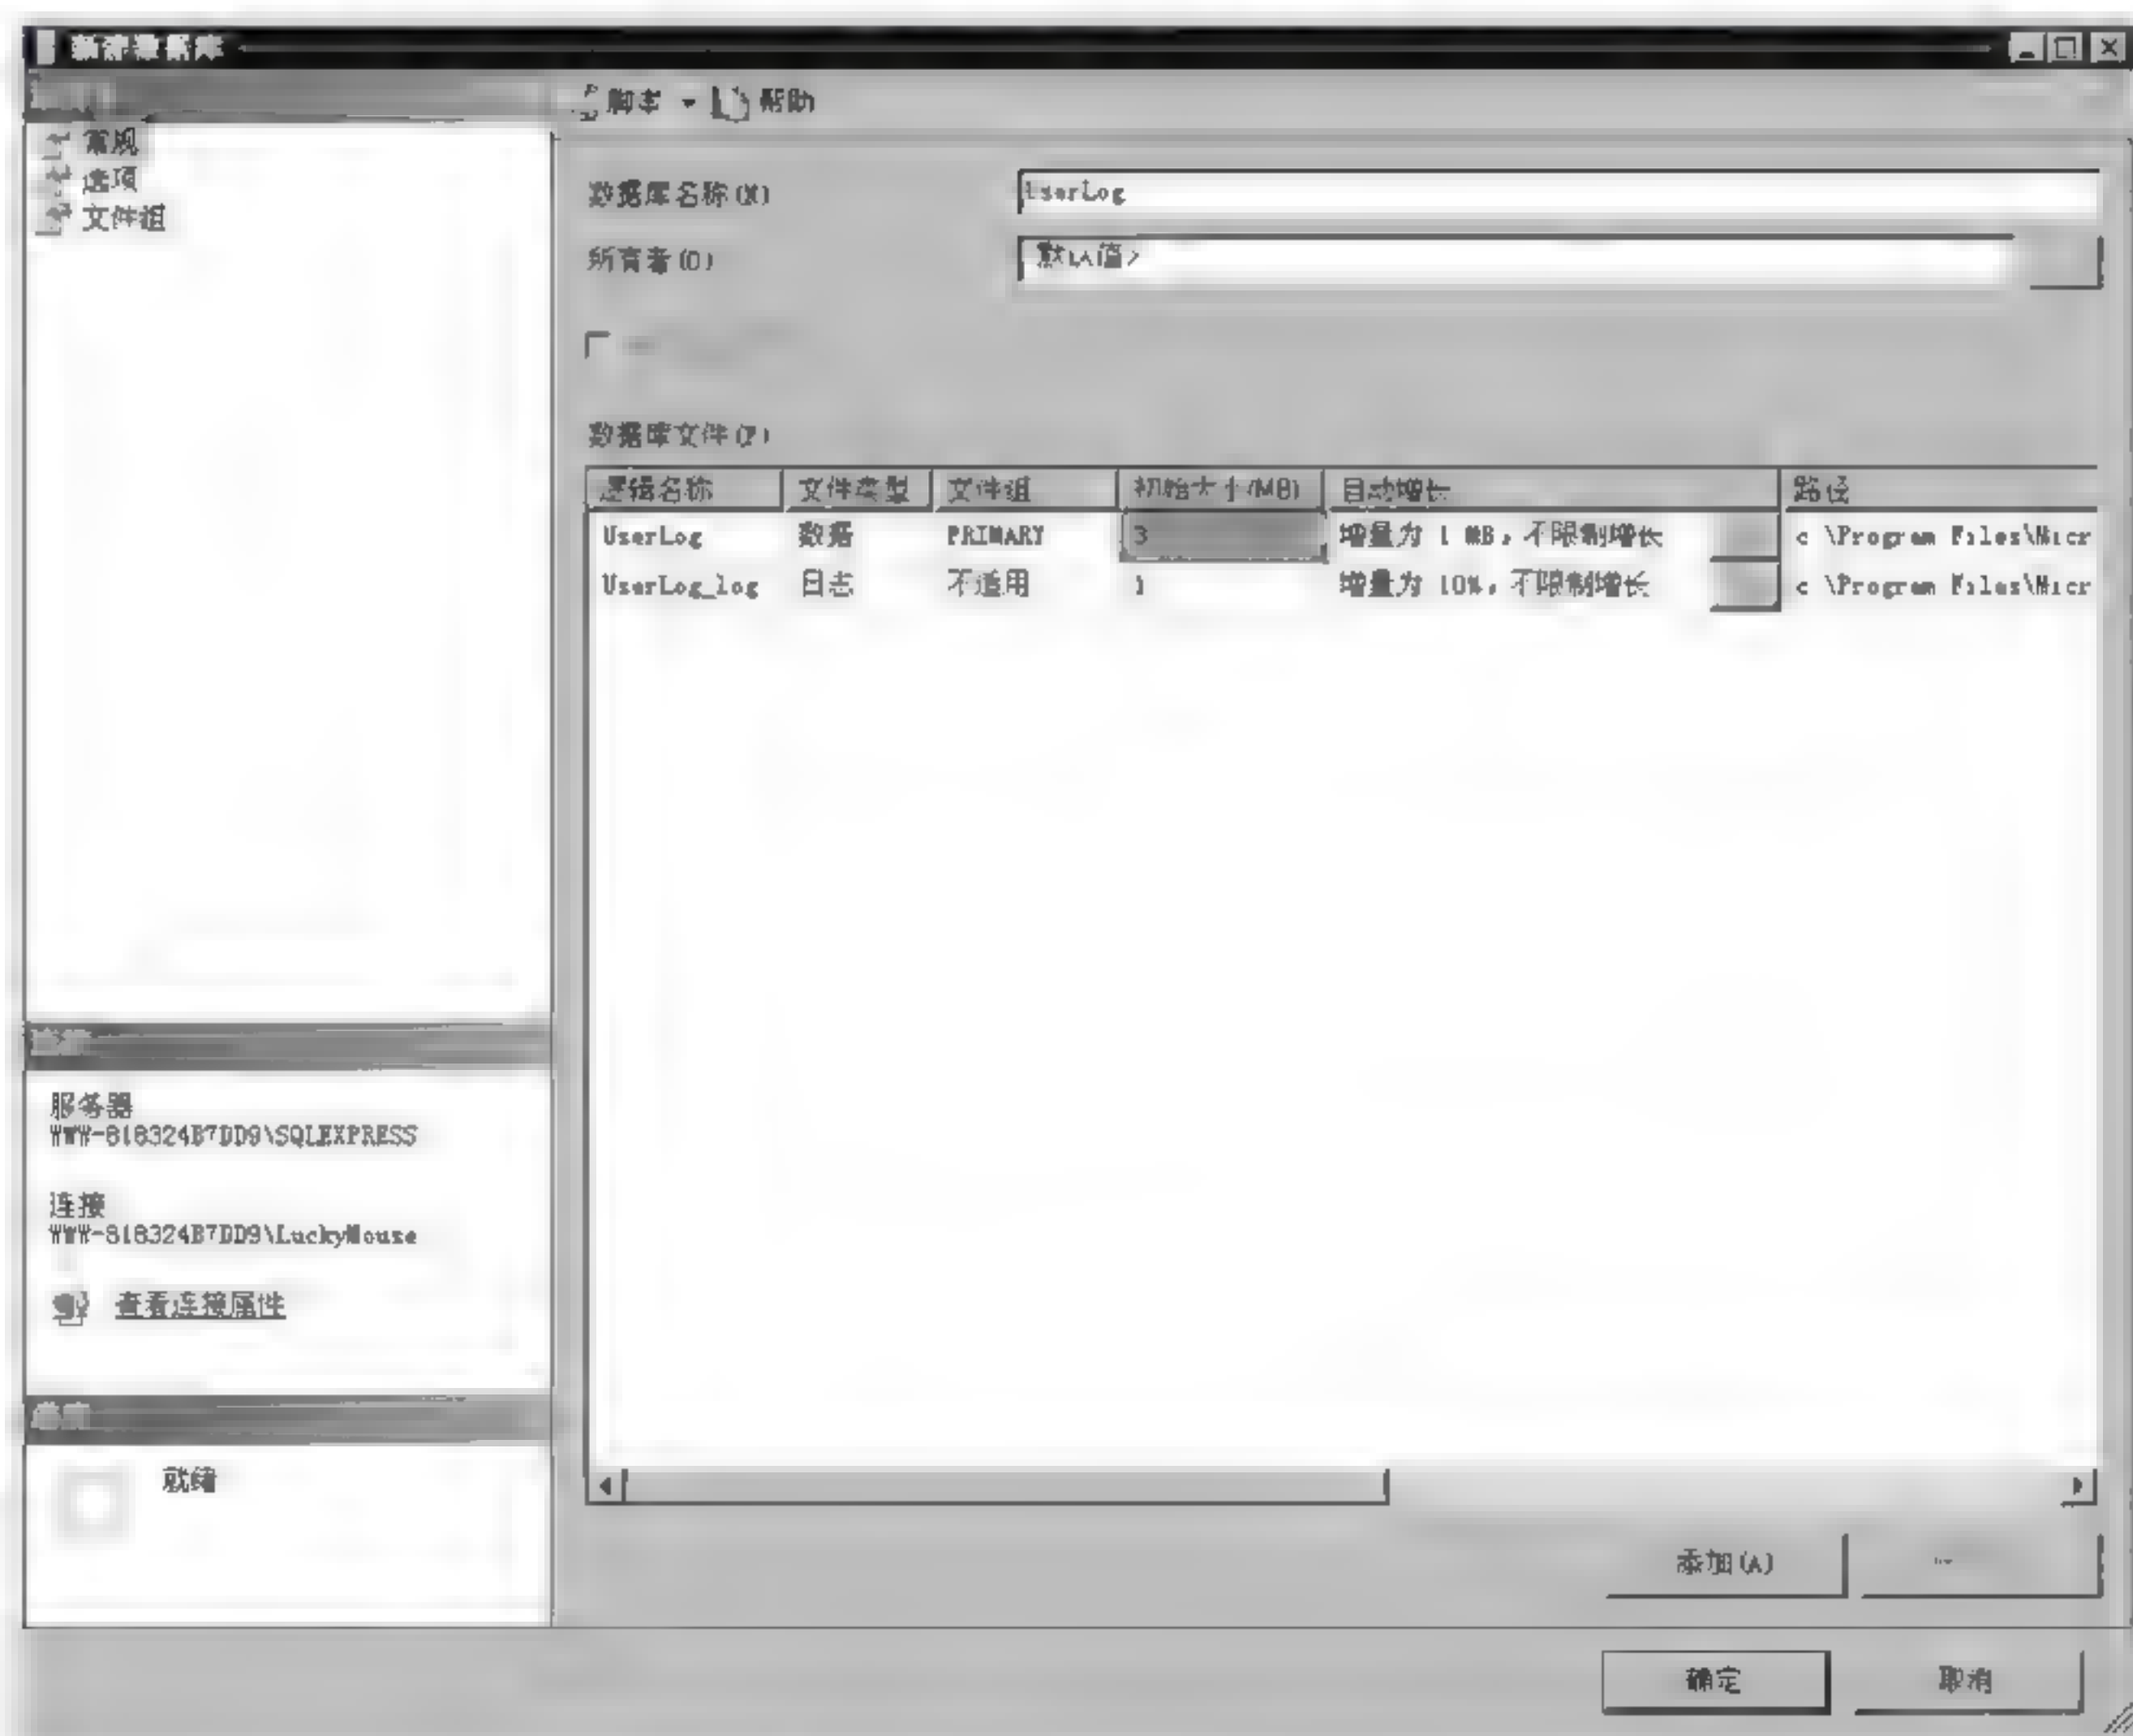 新建数据库
脚本 帮助
常规
选项
文件组
数据库名称(N)
UserLog
所有者(O)
默认值>
数据库文件(F)
逻辑名称 文件类型 文件组 初始大小(MB) 自动增长 路径
UserLog 数据 PRIMARY 3 增量为 1 MB，不限制增长 c \Program Files\Micr
UserLog_log 日志 不适用 1 增量为 10%，不限制增长 c \Program Files\Micr
连接
服务器
WWW-818324B7DD9\SQLEXPRESS
连接
WWW-818324B7DD9\LuckyMouse
查看连接属性
就绪
添加(A)
确定 取消